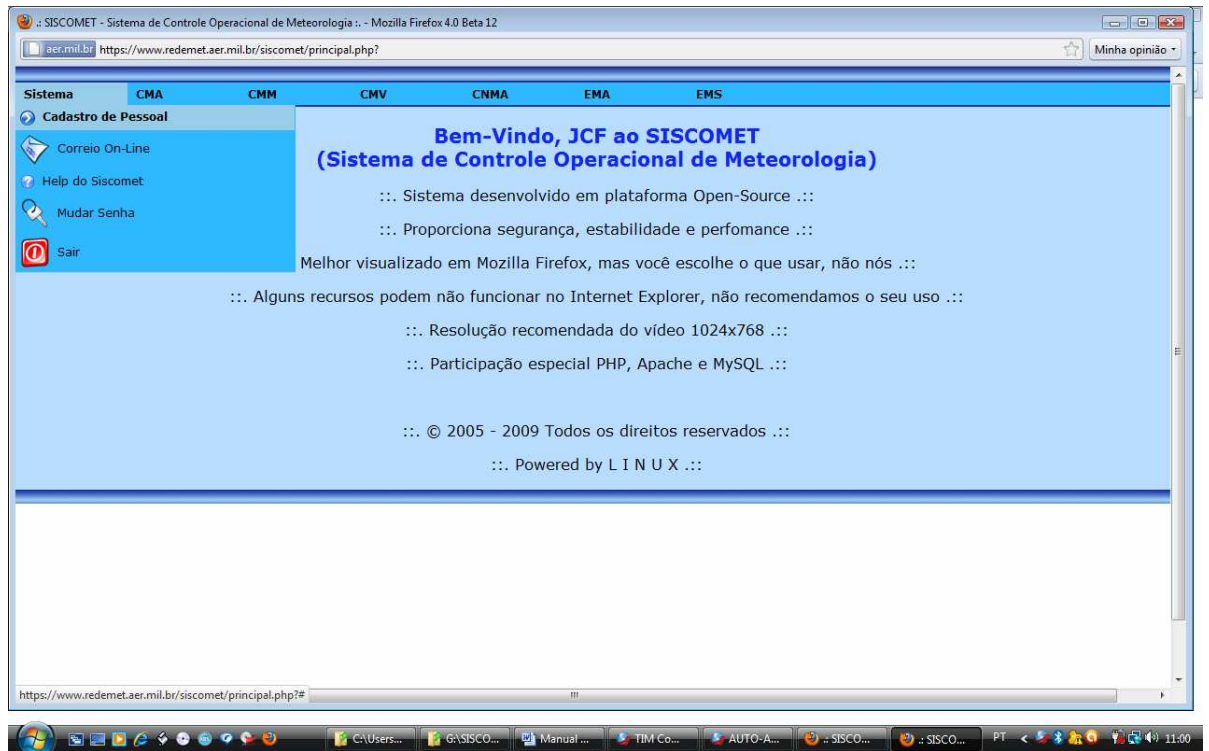 .: SISCOMET - Sistema de Controle Operacional de Meteorologia :. - Mozilla Firefox 4.0 Beta 12
aer.mil.br https://www.redemet.aer.mil.br/siscomet/principal.php?
Minha opinião
Sistema CMA CMM CMV CNMA EMA EMS
Cadastro de Pessoal
Correio On-Line
Help do Siscomet
Mudar Senha
Sair
Bem-Vindo, JCF ao SISCOMET
(Sistema de Controle Operacional de Meteorologia)
::. Sistema desenvolvido em plataforma Open-Source .::
::. Proporciona segurança, estabilidade e perfomance .::
Melhor visualizado em Mozilla Firefox, mas você escolhe o que usar, não nós .::
::. Alguns recursos podem não funcionar no Internet Explorer, não recomendamos o seu uso .::
::. Resolução recomendada do vídeo 1024x768 .::
::. Participação especial PHP, Apache e MySQL .::
::. © 2005 - 2009 Todos os direitos reservados .::
::. Powered by L I N U X .::
https://www.redemet.aer.mil.br/siscomet/principal.php?#
C:\Users... G:\SISCO... Manual ... TIM Co... AUTO-A... .: SISCO... .: SISCO... PT < 11:00